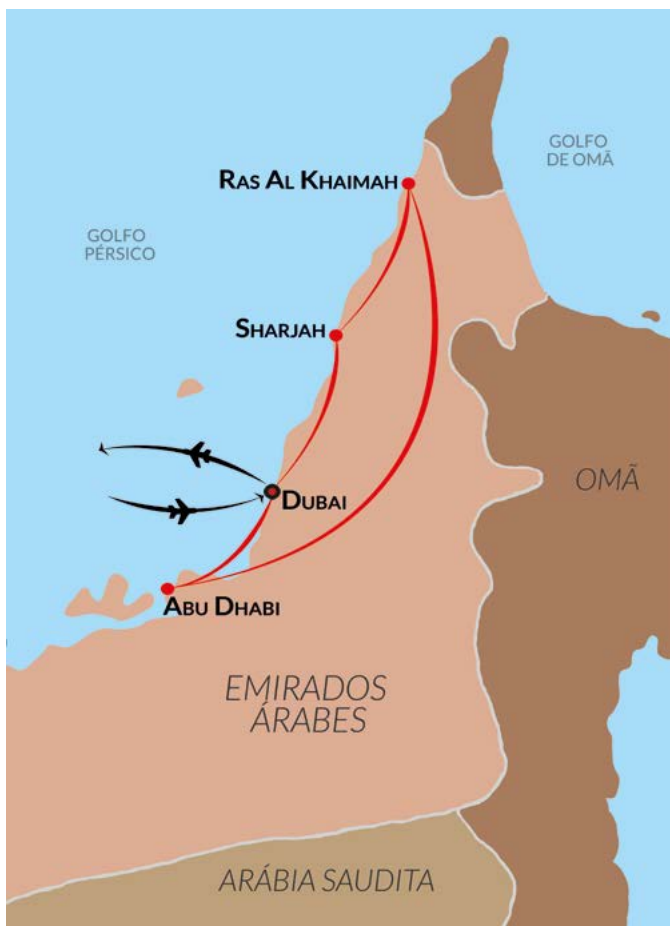 GOLFO
DE OMÃ
RAS AL KHAIMAH
GOLFO
PÉRSICO
SHARJAH
OMÃ
DUBAI
ABU DHABI
EMIRADOS
ÁRABES
ARÁBIA SAUDITA